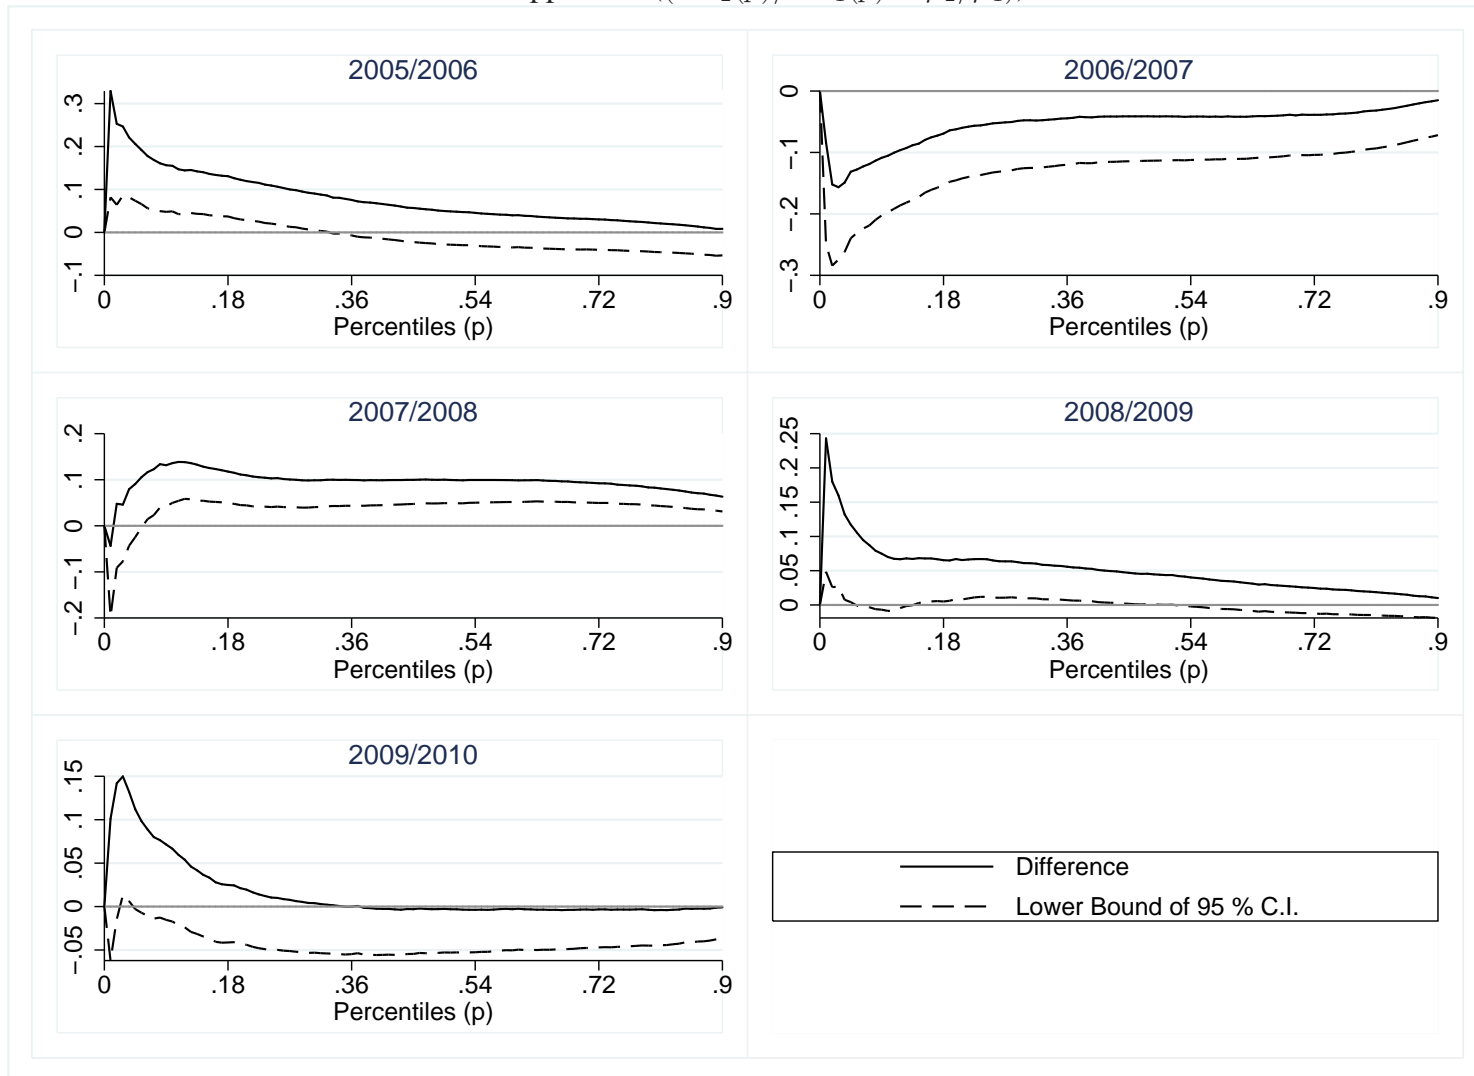 2005/2006
.3
.2
.1
0
−.1
0 .18 .36 .54 .72 .9
Percentiles (p)
2006/2007
0
−.1
−.2
−.3
0 .18 .36 .54 .72 .9
Percentiles (p)
2007/2008
.2
.1
0
−.1
−.2
0 .18 .36 .54 .72 .9
Percentiles (p)
2008/2009
.25
.2
.15
.1
.05
0
0 .18 .36 .54 .72 .9
Percentiles (p)
2009/2010
.15
.1
.05
0
−.05
0 .18 .36 .54 .72 .9
Percentiles (p)
Difference
Lower Bound of 95 % C.I.